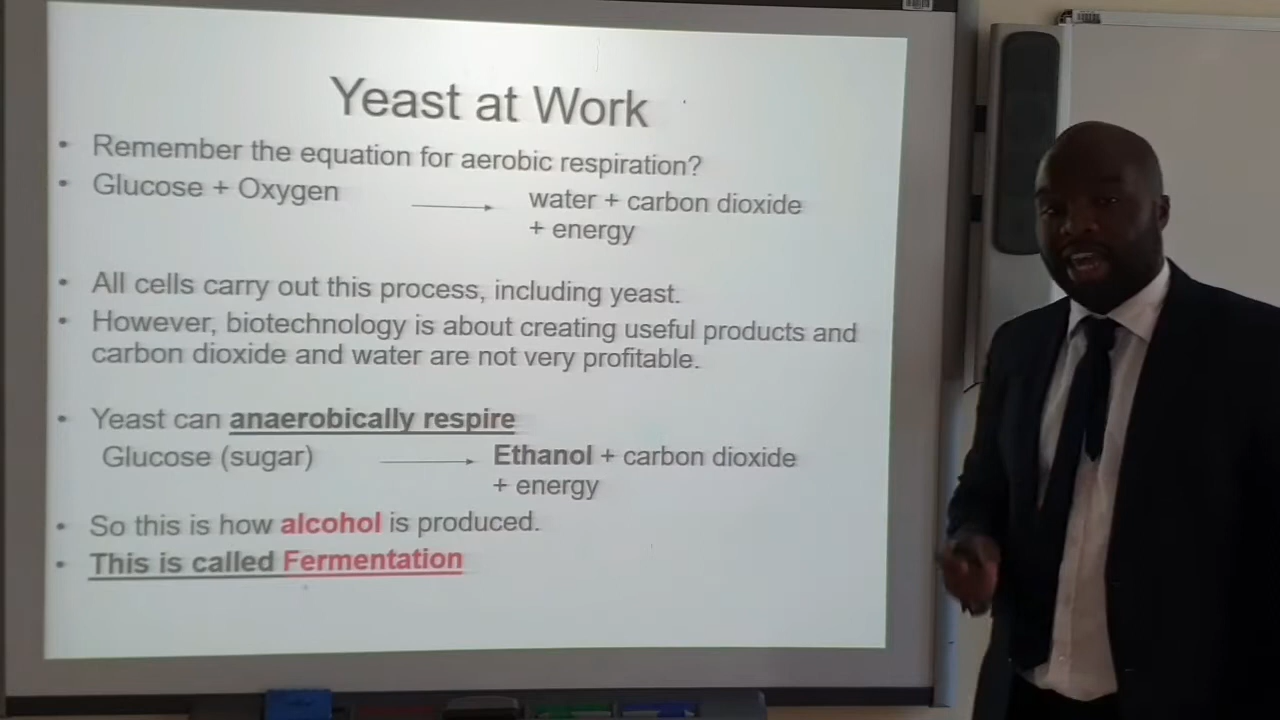 Yeast at Work
• Remember the equation for aerobic respiration?
• Glucose + Oxygen → water + carbon dioxide
+ energy
• All cells carry out this process, including yeast.
• However, biotechnology is about creating useful products and
carbon dioxide and water are not very profitable.
• Yeast can anaerobically respire
Glucose (sugar) → Ethanol + carbon dioxide
+ energy
• So this is how alcohol is produced.
• This is called Fermentation